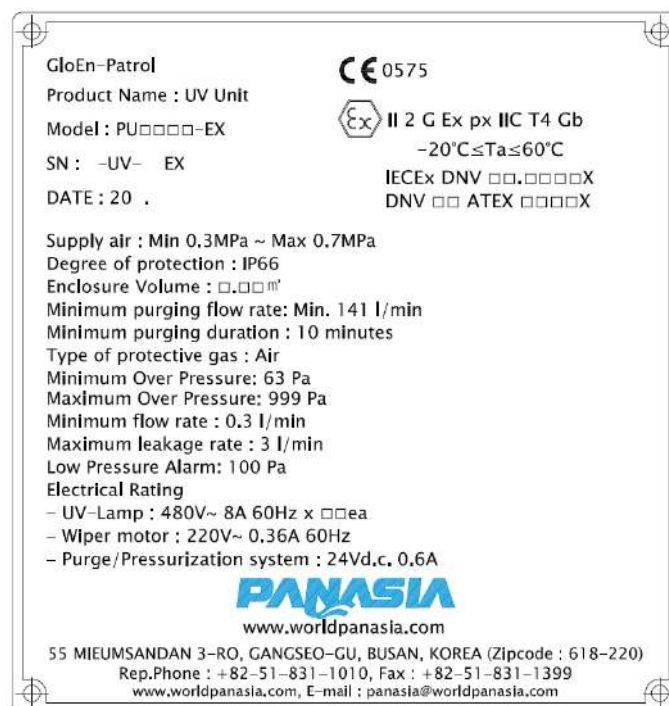 GloEn-Patrol
CE 0575
Product Name : UV Unit
Model : PU□□□□-EX
Ex II 2 G Ex px IIC T4 Gb
-20°C≤Ta≤60°C
SN : -UV- EX
IECEx DNV □□.□□□□X
DATE : 20 .
DNV □□ ATEX □□□□X
Supply air : Min 0.3MPa ~ Max 0.7MPa
Degree of protection : IP66
Enclosure Volume : □.□□㎥
Minimum purging flow rate: Min. 141 l/min
Minimum purging duration : 10 minutes
Type of protective gas : Air
Minimum Over Pressure: 63 Pa
Maximum Over Pressure: 999 Pa
Minimum flow rate : 0.3 l/min
Maximum leakage rate : 3 l/min
Low Pressure Alarm: 100 Pa
Electrical Rating
- UV-Lamp : 480V~ 8A 60Hz x □□ea
- Wiper motor : 220V~ 0.36A 60Hz
- Purge/Pressurization system : 24Vd.c. 0.6A
PANASIA
www.worldpanasia.com
55 MIEUMSANDAN 3-RO, GANGSEO-GU, BUSAN, KOREA (Zipcode : 618-220)
Rep.Phone : +82-51-831-1010, Fax : +82-51-831-1399
www.worldpanasia.com, E-mail : panasia@worldpanasia.com